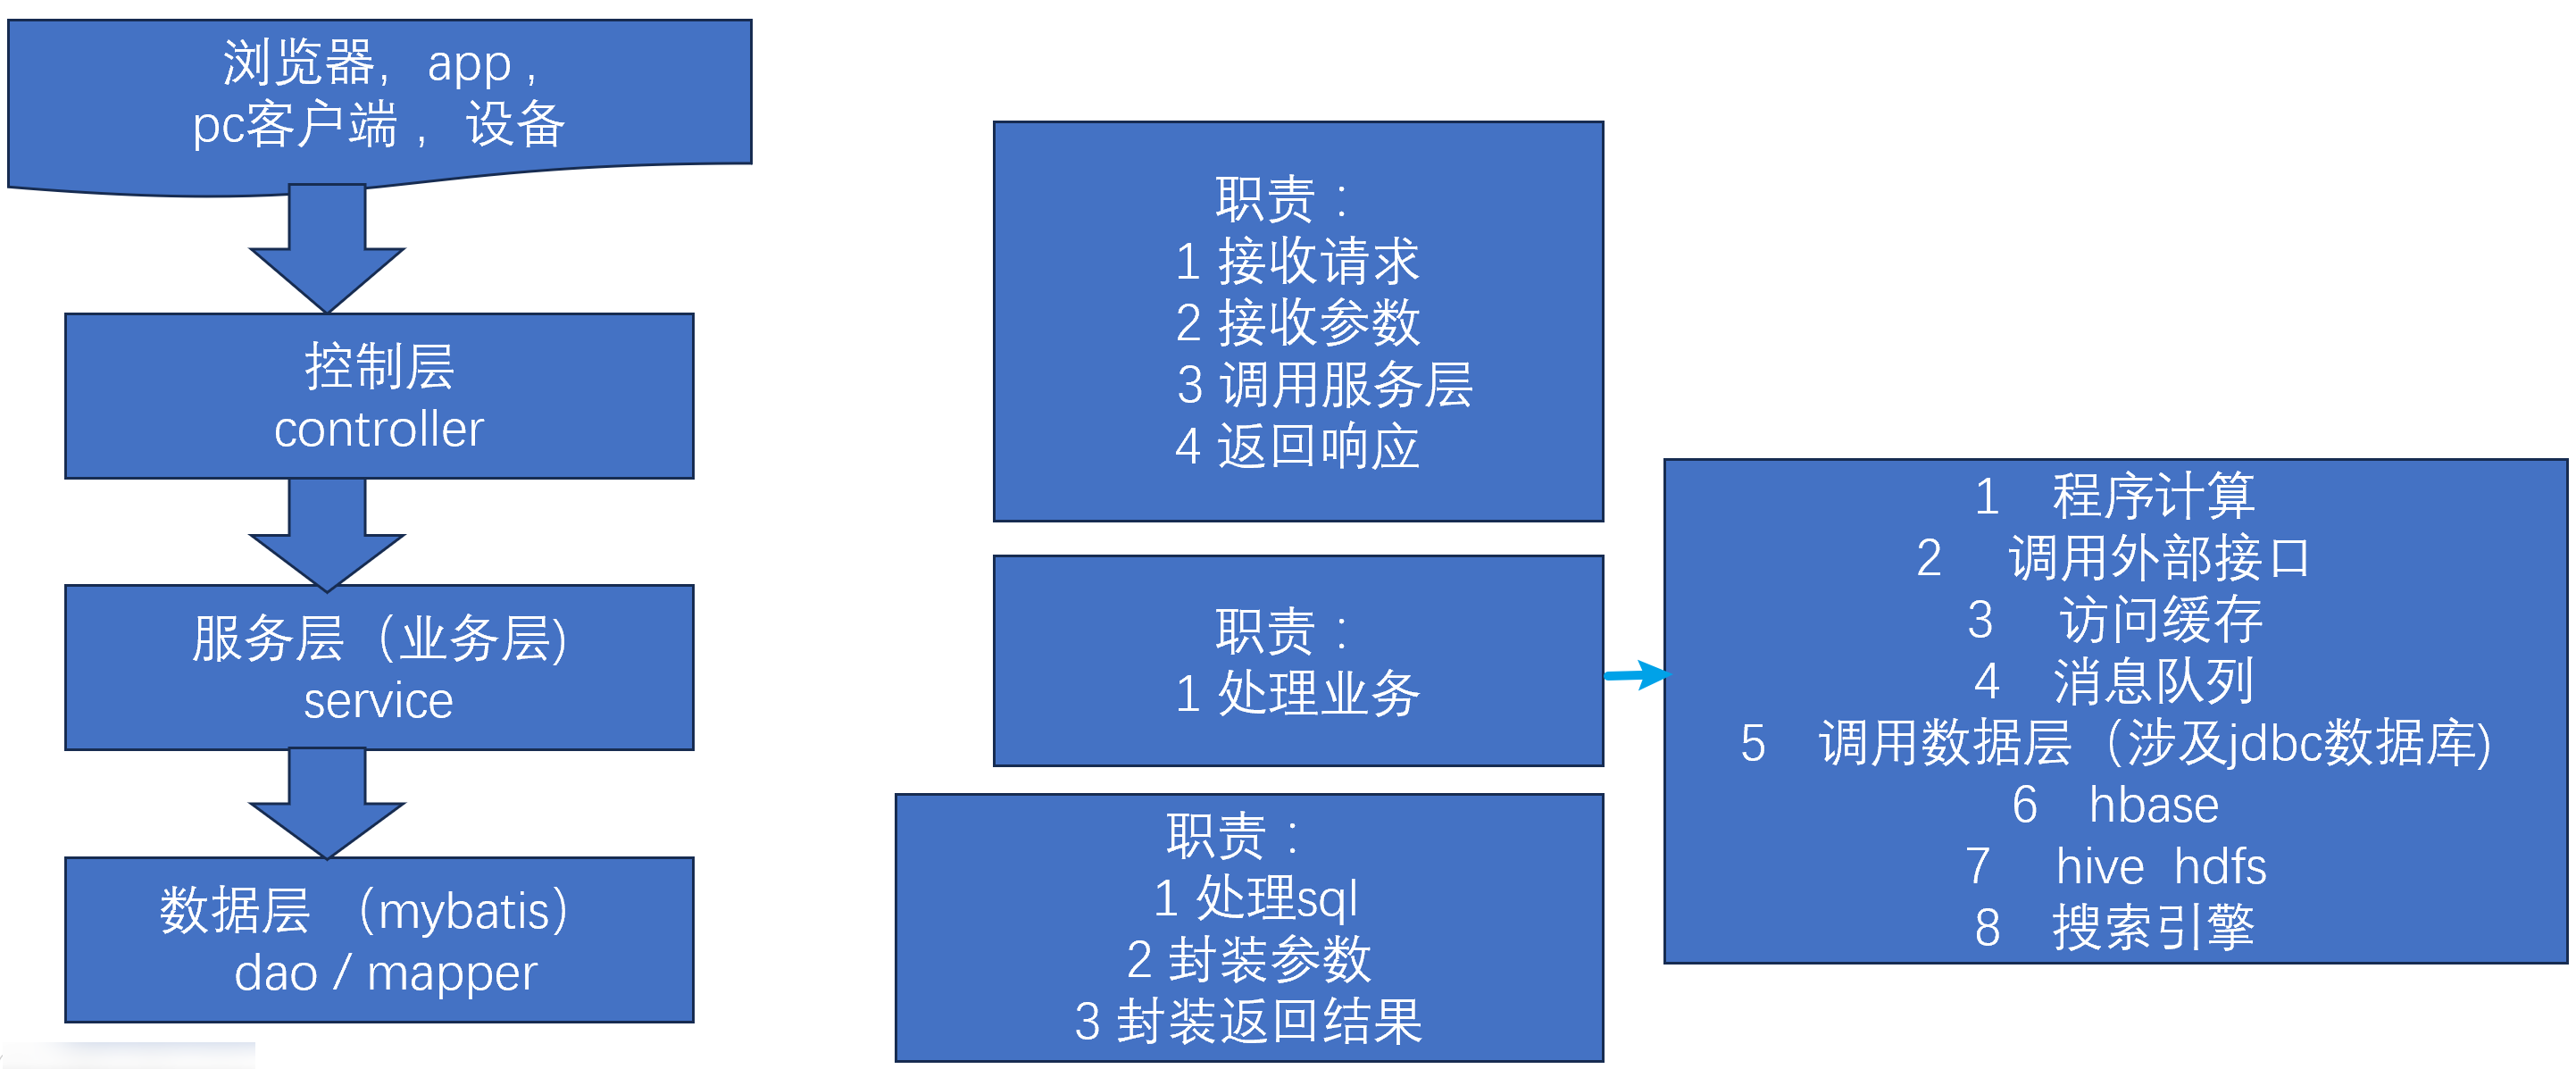 浏览器，app ,
pc客户端 ，设备
控制层
controller
服务层（业务层)
service
数据层 （mybatis）
dao / mapper
职责：
1 接收请求
2 接收参数
3 调用服务层
4 返回响应
职责：
1 处理业务
职责：
1 处理sql
2 封装参数
3 封装返回结果
1 程序计算
2 调用外部接口
3 访问缓存
4 消息队列
5 调用数据层（涉及jdbc数据库)
6 hbase
7 hive hdfs
8 搜索引擎